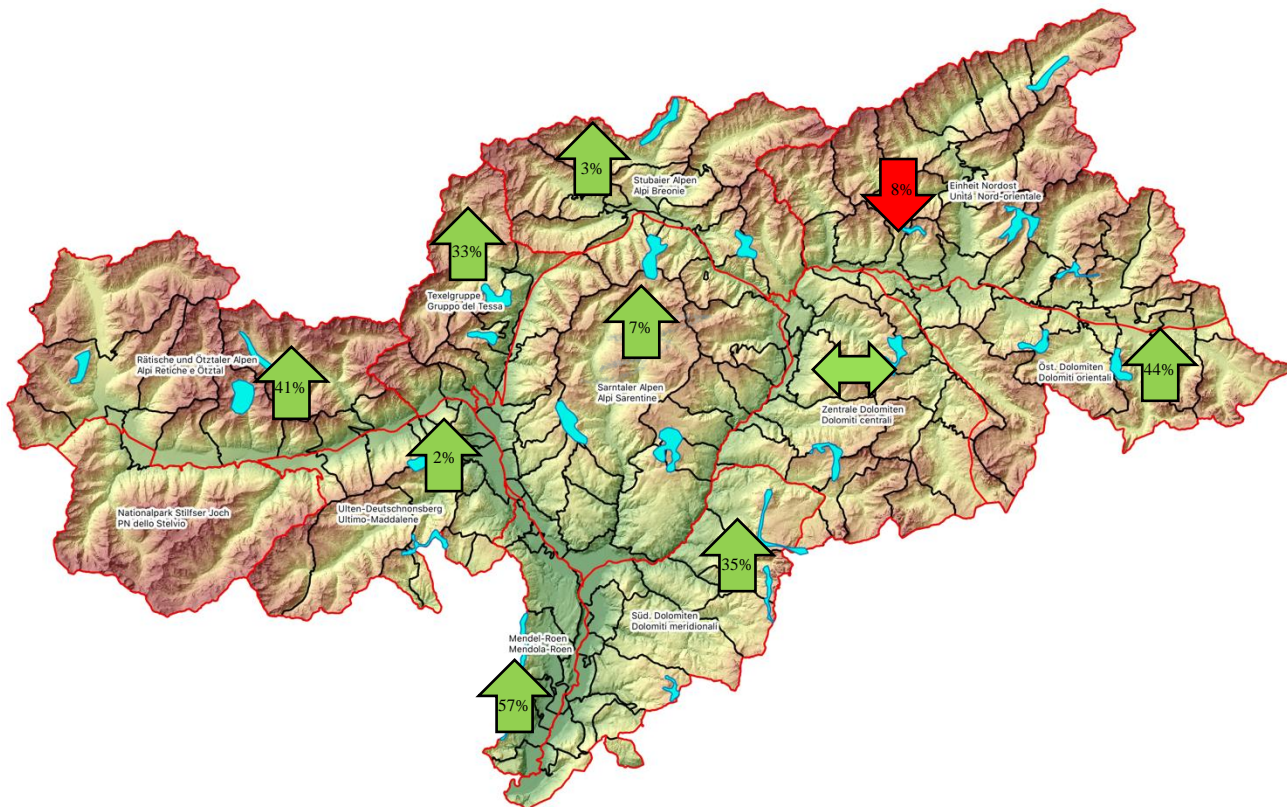 3%
Stubaier Alpen
Alpi Breonie
8%
Einheit Nordost
Unitá Nord-orientale
33%
Texelgruppe
Gruppo del Tessa
7%
Rätische und Ötztaler Alpen
Alpi Retiche e Ötztal
41%
Sarntaler Alpen
Alpi Sarentine
44%
Öst. Dolomiten
Dolomiti orientali
Zentrale Dolomiten
Dolomiti centrali
2%
Nationalpark Stilfser Joch
PN dello Stelvio
Ulten-Deutschnonsberg
Ultimo-Maddalene
35%
Süd. Dolomiten
Dolomiti meridionali
Mendel-Roen
Mendola-Roen
57%